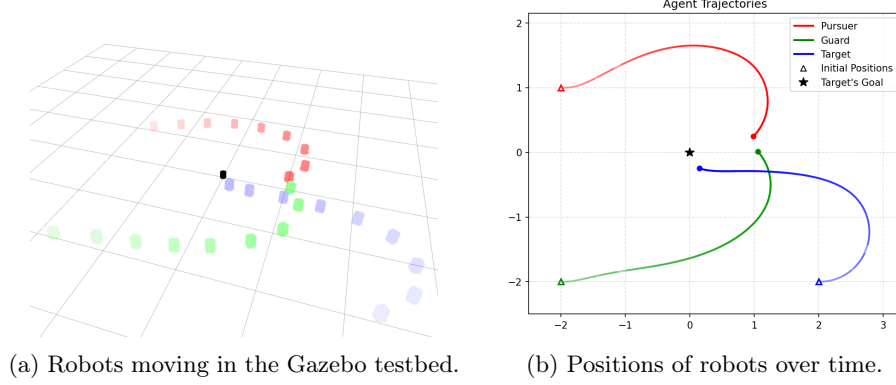 Agent Trajectories
Pursuer
Guard
Target
Initial Positions
Target's Goal
2
1
0
−1
−2
−2
−1
0
1
2
3
(a) Robots moving in the Gazebo testbed.
(b) Positions of robots over time.